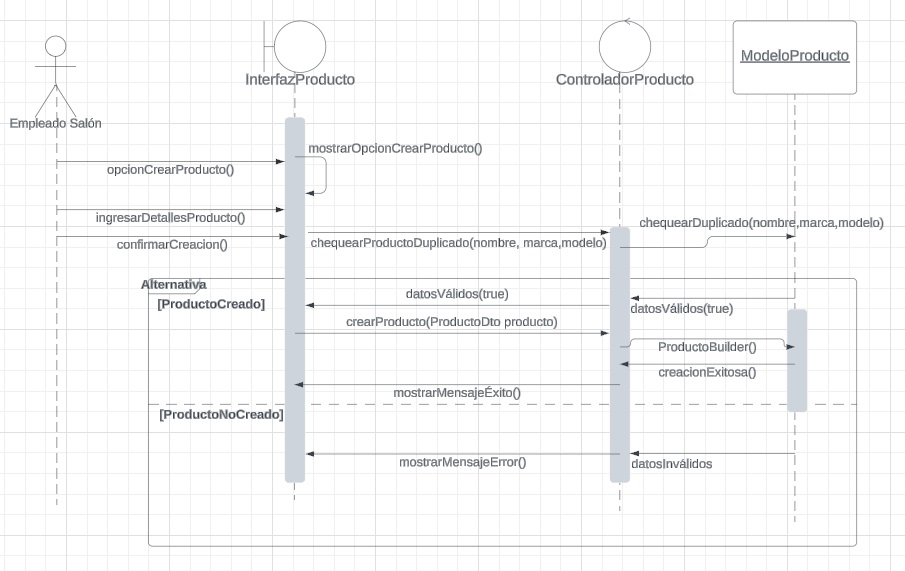 ModeloProducto
InterfazProducto
ControladorProducto
Empleado Salón
mostrarOpcionCrearProducto()
opcionCrearProducto()
ingresarDetallesProducto()
chequearDuplicado(nombre,marca,modelo)
confirmarCreacion()
chequearProductoDuplicado(nombre, marca,modelo)
Alternativa
[ProductoCreado]
datosVálidos(true)
datosVálidos(true)
crearProducto(ProductoDto producto)
ProductoBuilder()
creacionExitosa()
mostrarMensajeÉxito()
[ProductoNoCreado]
mostrarMensajeError()
datosInválidos